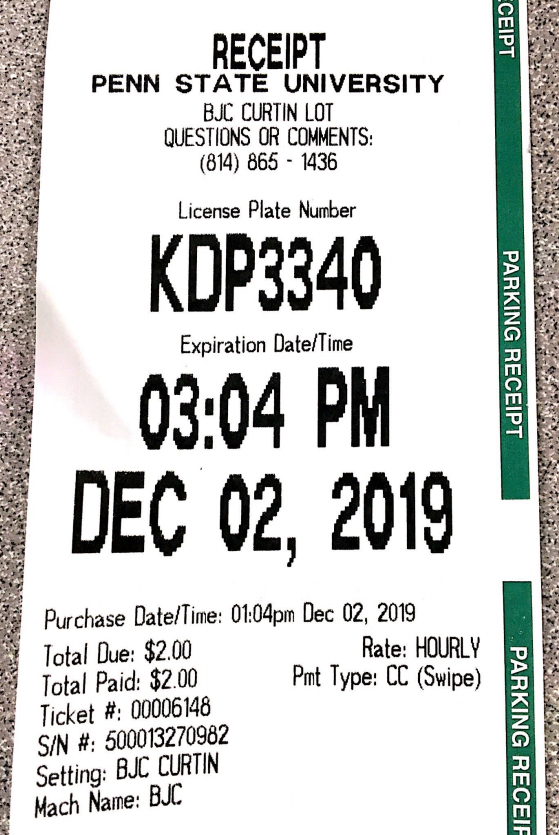 RECEIPT
PENN STATE UNIVERSITY
BJC CURTIN LOT
QUESTIONS OR COMMENTS:
(814) 865 - 1436
License Plate Number
KDP3340
Expiration Date/Time
03:04 PM
DEC 02, 2019
Purchase Date/Time: 01:04pm Dec 02, 2019
Total Due: $2.00 Rate: HOURLY
Total Paid: $2.00 Pmt Type: CC (Swipe)
Ticket #: 00006148
S/N #: 500013270982
Setting: BJC CURTIN
Mach Name: BJC
CEIPT
PARKING RECEIPT
PARKING RECEIP